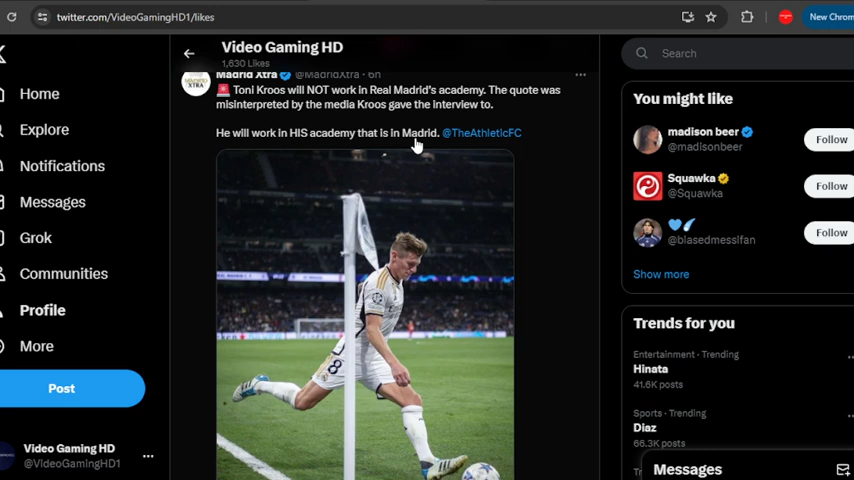 twitter.com/VideoGamingHD1/likes
New Chrom
Video Gaming HD
1,630 Likes
Search
Home
Explore
Notifications
Messages
Grok
Communities
Profile
More
Post
Video Gaming HD
@VideoGamingHD1
MADRID
XTRA
Madrid Xtra @MadridXtra · 6h
🚨 Toni Kroos will NOT work in Real Madrid's academy. The quote was
misinterpreted by the media Kroos gave the interview to.
He will work in HIS academy that is in Madrid. @TheAthleticFC
8
You might like
madison beer
@madisonbeer
Follow
Squawka
@Squawka
Follow
🩵☄️
@blasedmesslfan
Follow
Show more
Trends for you
Entertainment · Trending
Hinata
41.6K posts
Sports · Trending
Diaz
66.3K posts
Messages